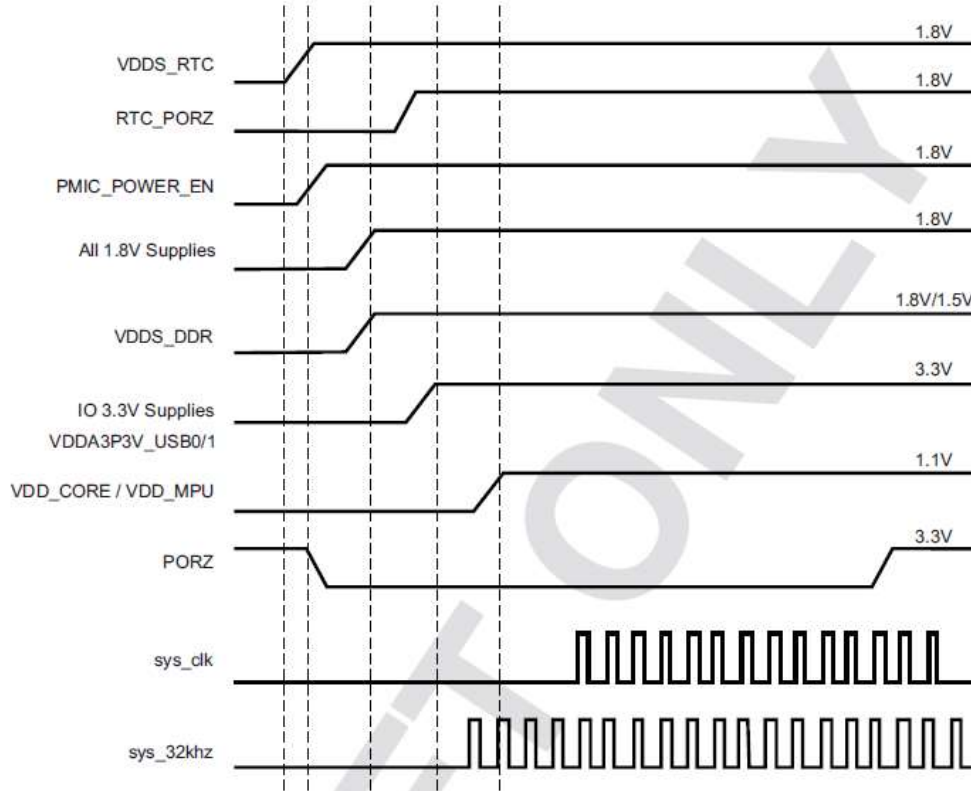 1.8V
VDDS_RTC
1.8V
RTC_PORZ
1.8V
PMIC_POWER_EN
1.8V
All 1.8V Supplies
1.8V/1.5V
VDDS_DDR
3.3V
IO 3.3V Supplies
VDDA3P3V_USB0/1
1.1V
VDD_CORE / VDD_MPU
3.3V
PORZ
sys_clk
sys_32khz
FT ONLY